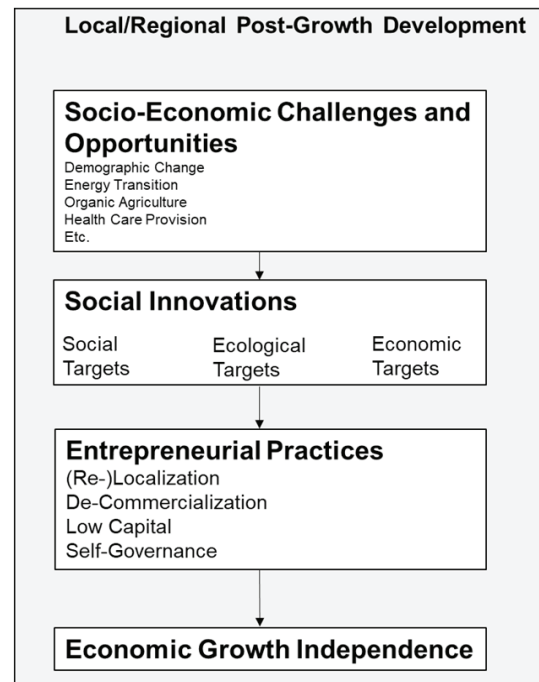 Local/Regional Post-Growth Development
Socio-Economic Challenges and
Opportunities
Demographic Change
Energy Transition
Organic Agriculture
Health Care Provision
Etc.
Social Innovations
Social Targets
Ecological Targets
Economic Targets
Entrepreneurial Practices
(Re-)Localization
De-Commercialization
Low Capital
Self-Governance
Economic Growth Independence